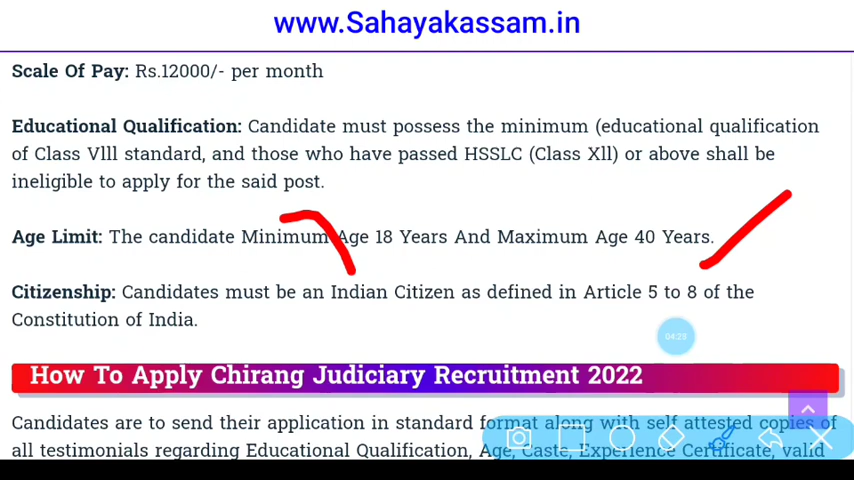 www.Sahayakassam.in
Scale Of Pay: Rs.12000/- per month
Educational Qualification: Candidate must possess the minimum (educational qualification
of Class Vlll standard, and those who have passed HSSLC (Class Xll) or above shall be
ineligible to apply for the said post.
Age Limit: The candidate Minimum Age 18 Years And Maximum Age 40 Years.
Citizenship: Candidates must be an Indian Citizen as defined in Article 5 to 8 of the
Constitution of India.
04:23
How To Apply Chirang Judiciary Recruitment 2022
Candidates are to send their application in standard format along with self attested copies of
all testimonials regarding Educational Qualification, Age, Caste, Experience Certificate, valid